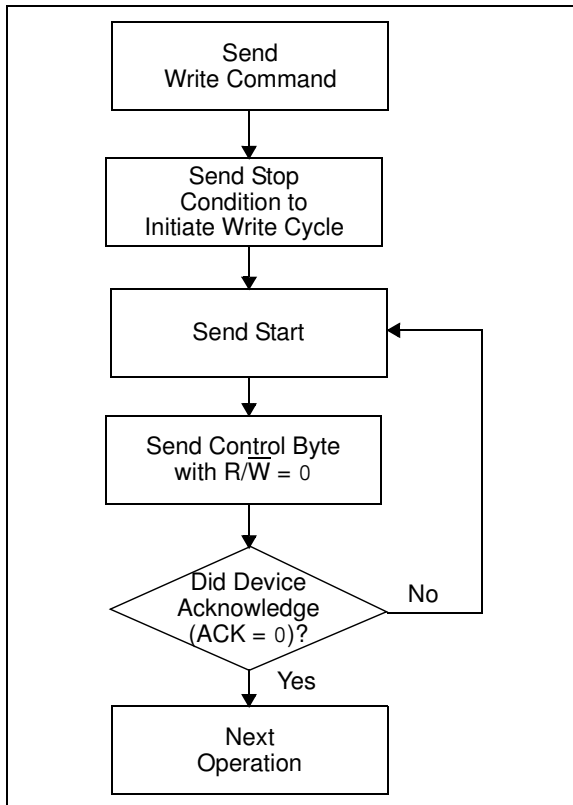 Send
Write Command
Send Stop
Condition to
Initiate Write Cycle
Send Start
Send Control Byte
with R/W̅ = 0
Did Device
Acknowledge
(ACK = 0)?
No
Yes
Next
Operation